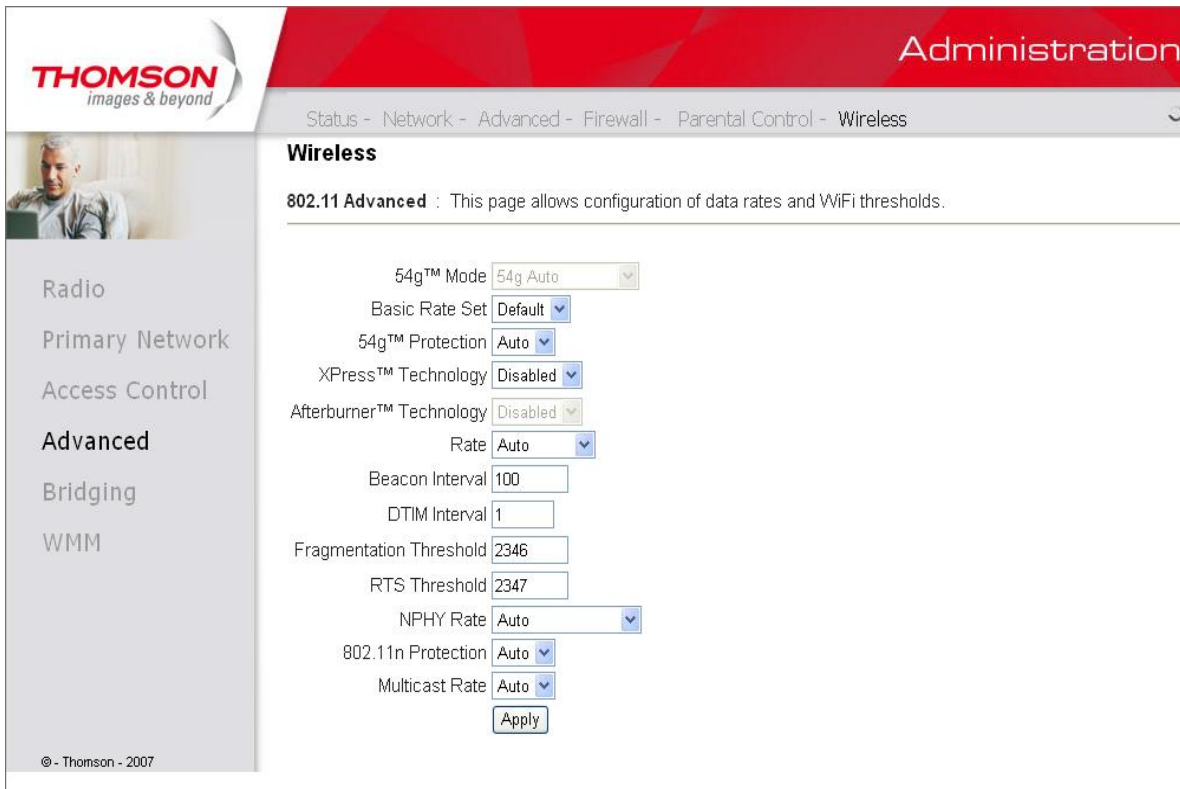 THOMSON
images & beyond
Administration
Status - Network - Advanced - Firewall - Parental Control - Wireless
Wireless
802.11 Advanced : This page allows configuration of data rates and WiFi thresholds.
Radio
Primary Network
Access Control
Advanced
Bridging
WMM
54g™ Mode 54g Auto
Basic Rate Set Default
54g™ Protection Auto
XPress™ Technology Disabled
Afterburner™ Technology Disabled
Rate Auto
Beacon Interval 100
DTIM Interval 1
Fragmentation Threshold 2346
RTS Threshold 2347
NPHY Rate Auto
802.11n Protection Auto
Multicast Rate Auto
Apply
© - Thomson - 2007